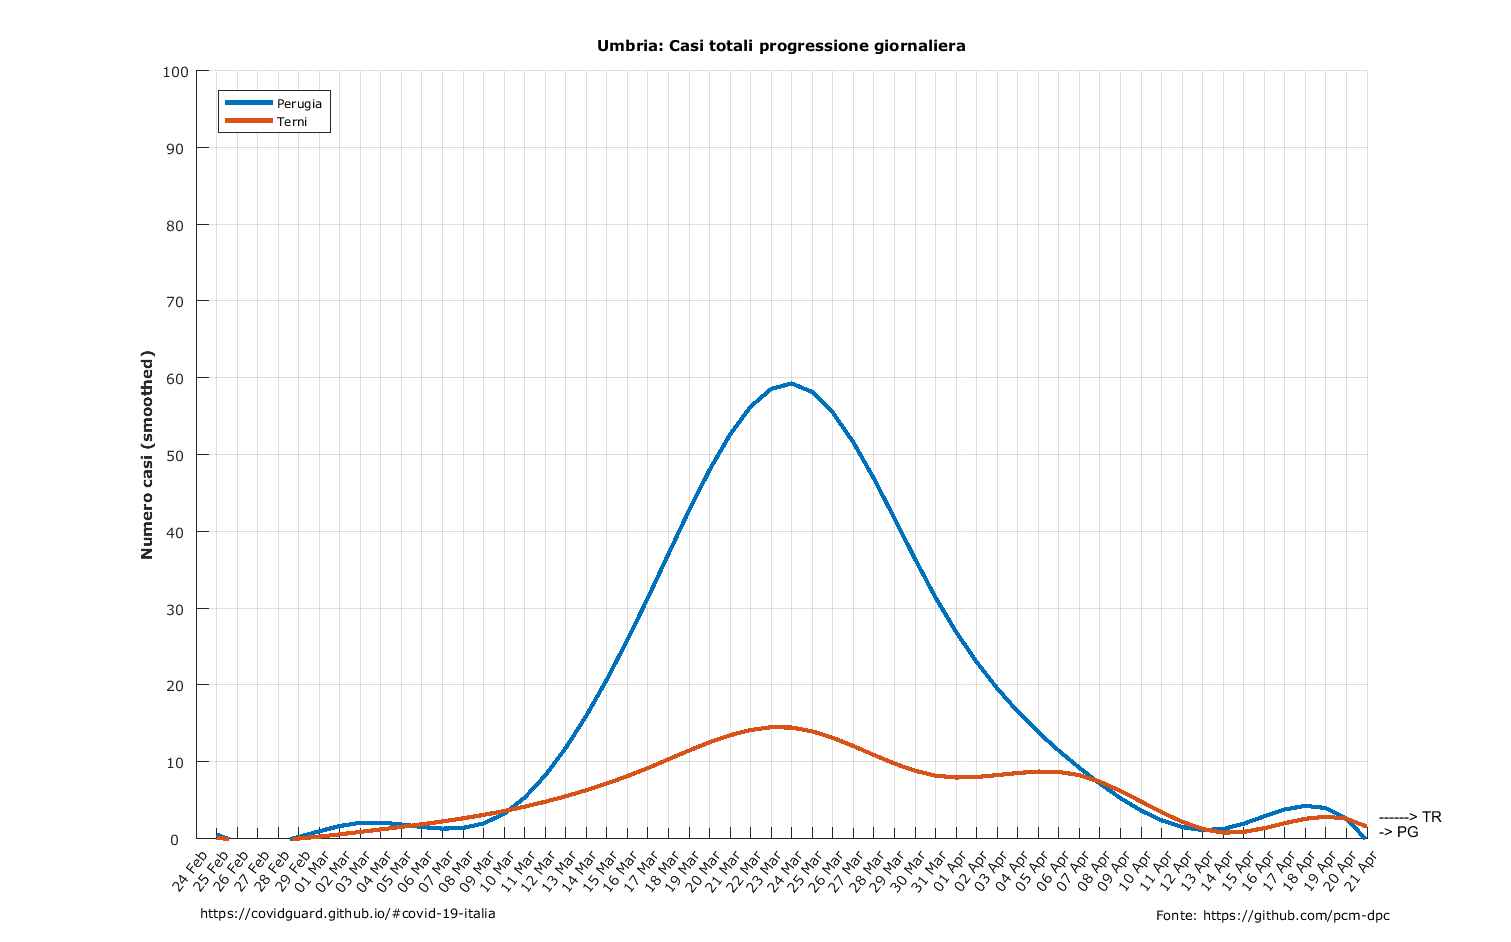 Umbria: Casi totali progressione giornaliera
100
90
80
70
60
50
40
30
20
10
0
Numero casi (smoothed)
Perugia
Terni
------> TR
-> PG
24 Feb
25 Feb
26 Feb
27 Feb
28 Feb
29 Feb
01 Mar
02 Mar
03 Mar
04 Mar
05 Mar
06 Mar
07 Mar
08 Mar
09 Mar
10 Mar
11 Mar
12 Mar
13 Mar
14 Mar
15 Mar
16 Mar
17 Mar
18 Mar
19 Mar
20 Mar
21 Mar
22 Mar
23 Mar
24 Mar
25 Mar
26 Mar
27 Mar
28 Mar
29 Mar
30 Mar
31 Mar
01 Apr
02 Apr
03 Apr
04 Apr
05 Apr
06 Apr
07 Apr
08 Apr
09 Apr
10 Apr
11 Apr
12 Apr
13 Apr
14 Apr
15 Apr
16 Apr
17 Apr
18 Apr
19 Apr
20 Apr
21 Apr
https://covidguard.github.io/#covid-19-italia
Fonte: https://github.com/pcm-dpc